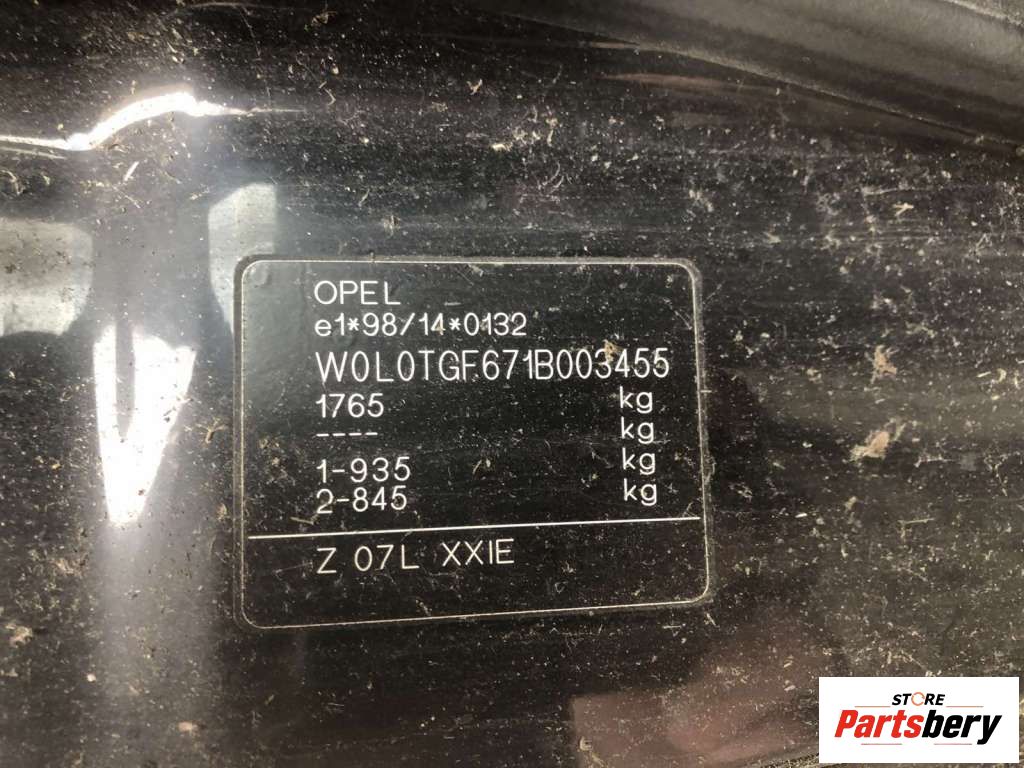 OPEL
e1*98/14*0132
W0L0TGF671B003455
1765 kg
---- kg
1-935 kg
2-845 kg
Z 07L XXIE
STORE
Partsbery